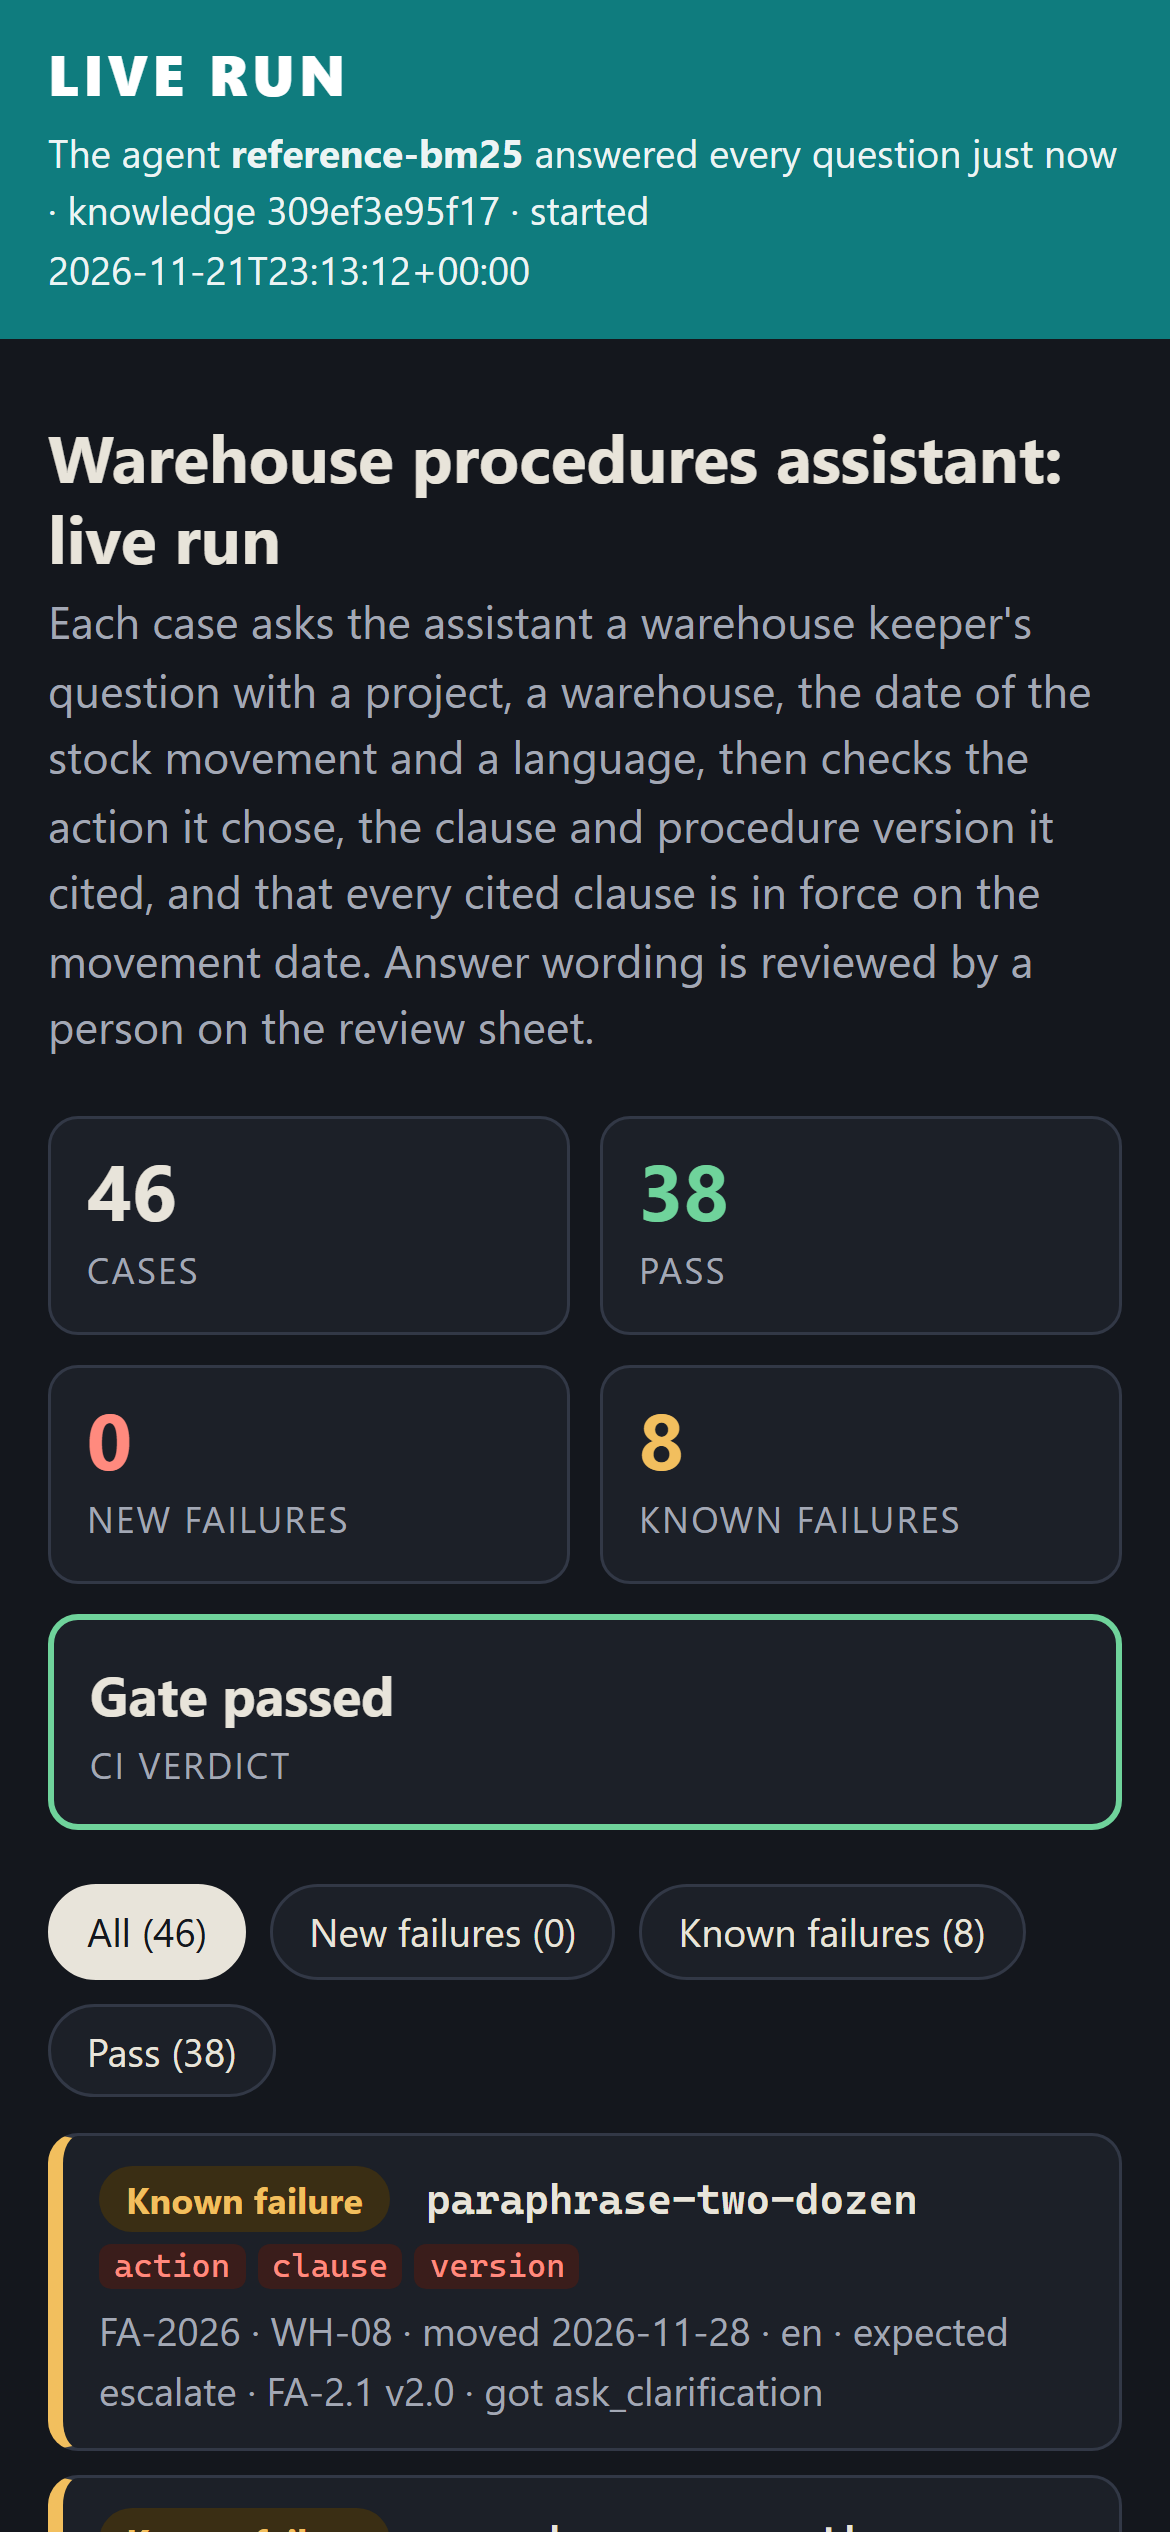 LIVE RUN
The agent reference-bm25 answered every question just now
· knowledge 309ef3e95f17 · started
2026-11-21T23:13:12+00:00
Warehouse procedures assistant:
live run
Each case asks the assistant a warehouse keeper's
question with a project, a warehouse, the date of the
stock movement and a language, then checks the
action it chose, the clause and procedure version it
cited, and that every cited clause is in force on the
movement date. Answer wording is reviewed by a
person on the review sheet.
46
CASES
38
PASS
0
NEW FAILURES
8
KNOWN FAILURES
Gate passed
CI VERDICT
All (46) New failures (0) Known failures (8)
Pass (38)
Known failure paraphrase-two-dozen
action clause version
FA-2026 · WH-08 · moved 2026-11-28 · en · expected
escalate · FA-2.1 v2.0 · got ask_clarification